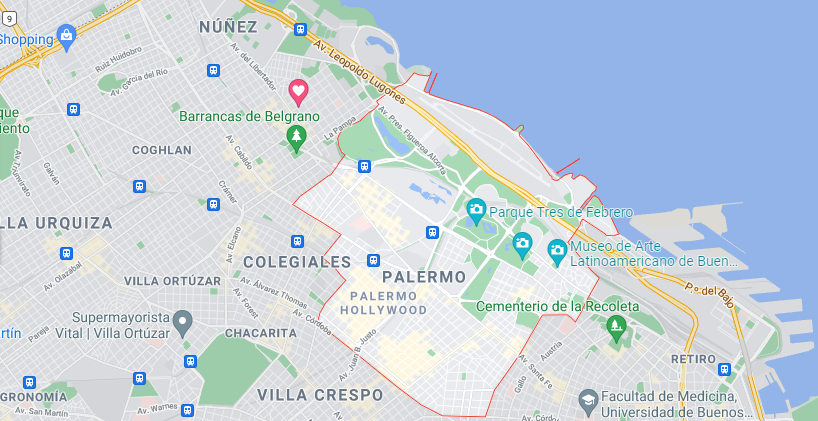 9
NÚÑEZ
Shopping
Ruiz Huidobro
Av. del Libertador
Av. Leopoldo Lugones
Av. García del Río
Barrancas de Belgrano
La Pampa
Av. Pres. Figueroa Alcorta
que
iento
Av. Triunvirato
Galván
COGHLAN
Av. Cabildo
Crámer
Parque Tres de Febrero
LLA URQUIZA
Av. Elcano
Museo de Arte
Latinoamericano de Buen...
COLEGIALES
Av. Olazábal
VILLA ORTÚZAR
PALERMO
P.º del Bajo
PALERMO
HOLLYWOOD
Av. Álvarez Thomas
Av. Forest
Cementerio de la Recoleta
Supermayorista
Vital | Villa Ortúzar
Av. Córdoba
rtín
Pareja
CHACARITA
Av. Juan B. Justo
Austria
RETIRO
Gallo
Av. Santa Fe
GRONOMÍA
VILLA CRESPO
Av. San Martín
Av. Warnes
Av. Córdoba
Facultad de Medicina,
Universidad de Buenos...